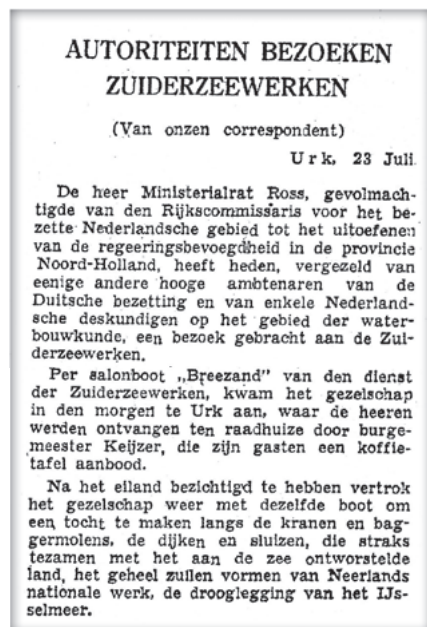 AUTORITEITEN BEZOEKEN
ZUIDERZEEWERKEN
(Van onzen correspondent)
Urk, 23 Juli.
De heer Ministerialrat Ross, gevolmach-
tigde van den Rijkscommissaris voor het be-
zette Nederlandsche gebied tot het uitoefenen
van de regeeringsbevoegdheid in de provincie
Noord-Holland, heeft heden, vergezeld van
eenige andere hooge ambtenaren van de
Duitsche bezetting en van enkele Nederland-
sche deskundigen op het gebied der water-
bouwkunde, een bezoek gebracht aan de Zui-
derzeewerken.
Per salonboot „Breezand” van den dienst
der Zuiderzeewerken, kwam het gezelschap
in den morgen te Urk aan, waar de heeren
werden ontvangen ten raadhuize door burge-
meester Keijzer, die zijn gasten een koffie-
tafel aanbood.
Na het eiland bezichtigd te hebben vertrok
het gezelschap weer met dezelfde boot om
een tocht te maken langs de kranen en bag-
germolens, de dijken en sluizen, die straks
tezamen met het aan de zee ontworstelde
land, het geheel zullen vormen van Neerlands
nationale werk, de drooglegging van het IJs-
selmeer.